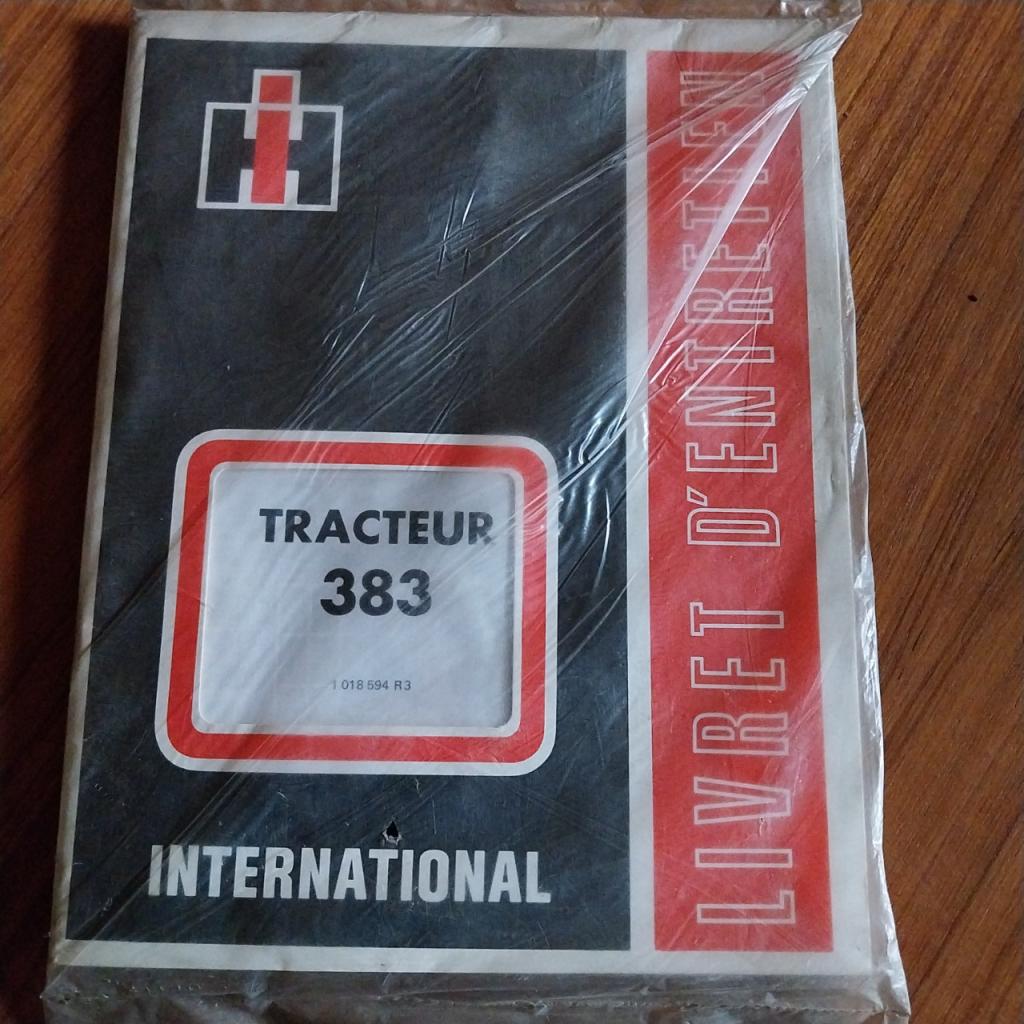 TRACTEUR
383
1 018 594 R3
INTERNATIONAL
LIVRET D'ENTRETIEN